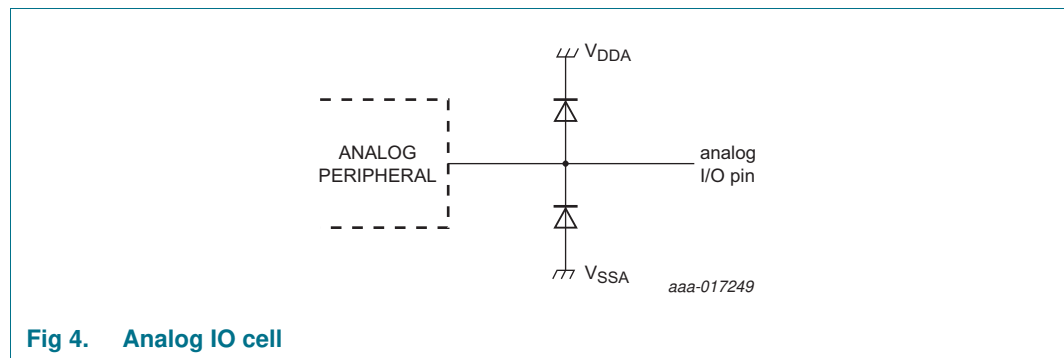 VDDA
ANALOG
PERIPHERAL
analog
I/O pin
VSSA
aaa-017249
Fig 4. Analog IO cell